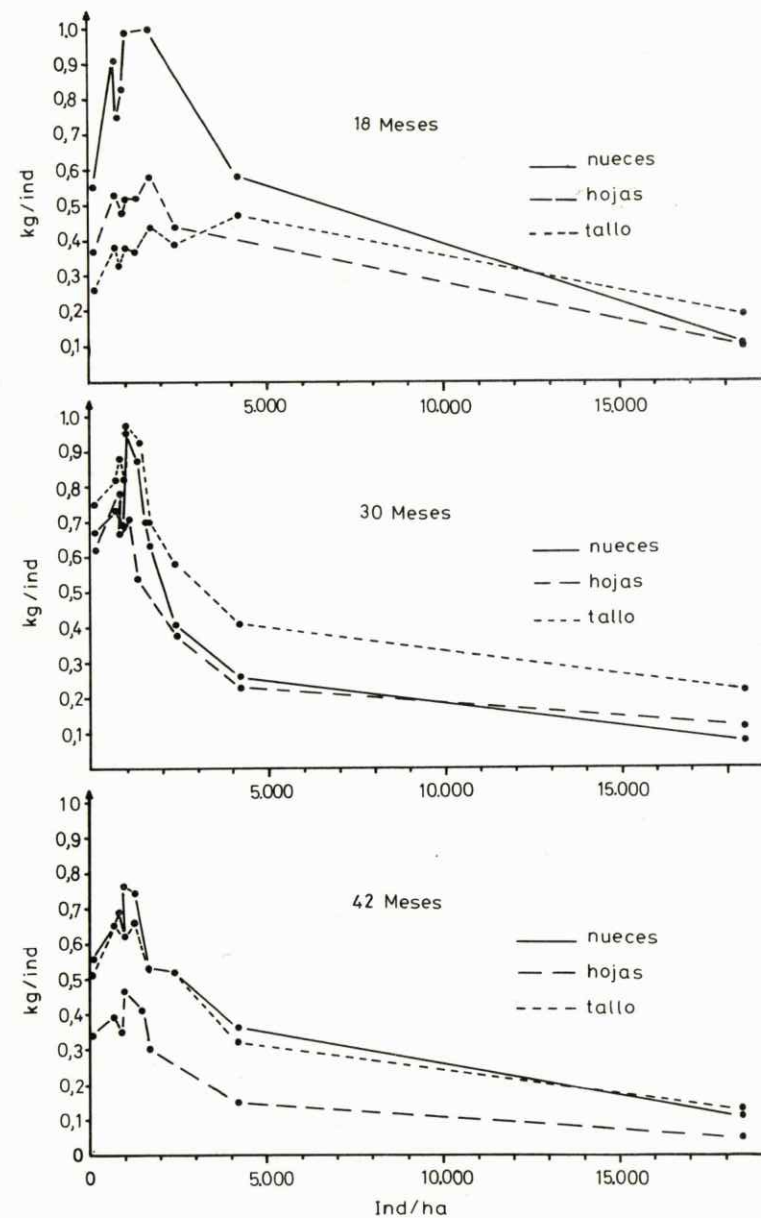 1,0
0,9
0,8
0,7
0,6
0,5
0,4
0,3
0,2
0,1
kg/ind
18 Meses
nueces
hojas
tallo
5.000
10.000
15.000
1,0
0,9
0,8
0,7
0,6
0,5
0,4
0,3
0,2
0,1
kg/ind
30 Meses
nueces
hojas
tallo
5.000
10.000
15.000
1 0
0,9
0,8
0,7
0,6
0,5
0,4
0,3
0,2
0,1
0
kg/ind
42 Meses
nueces
hojas
tallo
0
5.000
10.000
15.000
Ind/ha